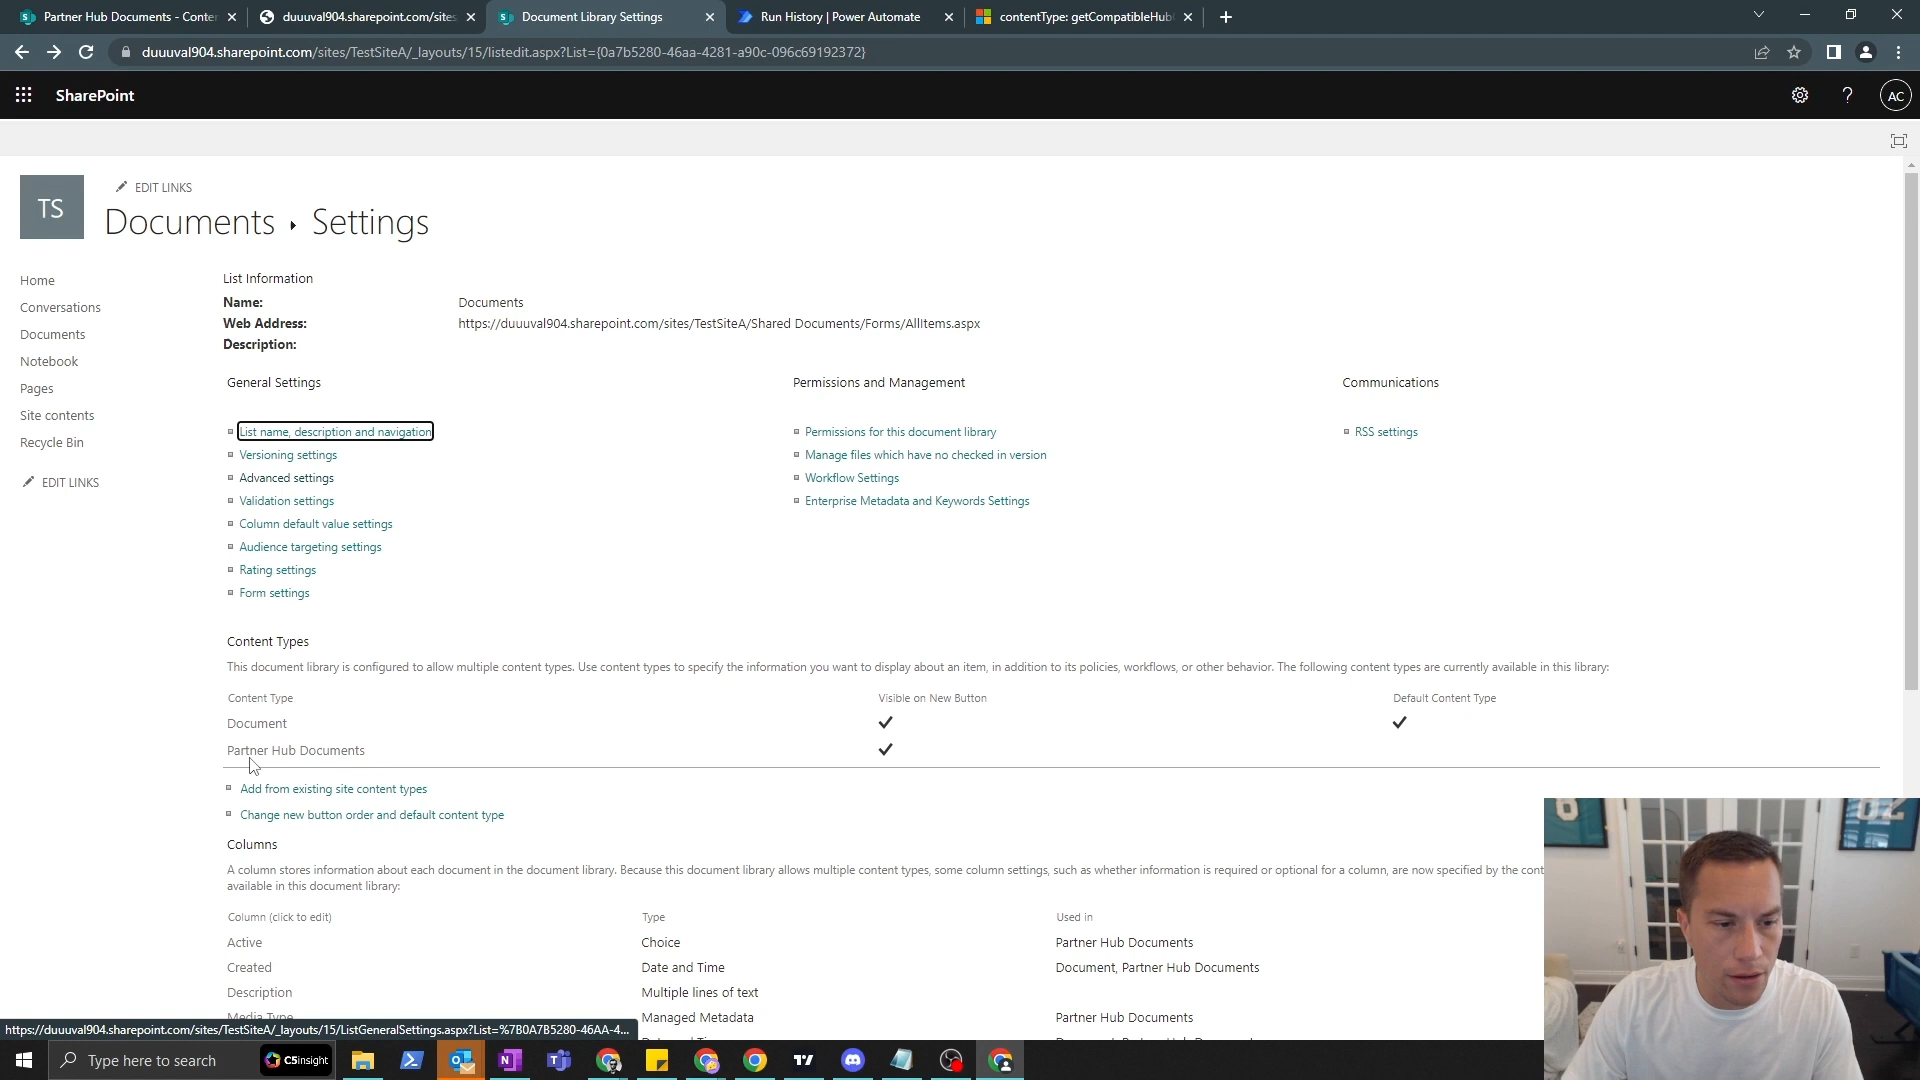 Partner Hub Documents - Conter
duuuval904.sharepoint.com/sites
Document Library Settings
Run History | Power Automate
contentType: getCompatibleHub
duuuval904.sharepoint.com/sites/TestSiteA/_layouts/15/listedit.aspx?List={0a7b5280-46aa-4281-a90c-096c69192372}
SharePoint
AC
TS
EDIT LINKS
Documents Settings
Home
Conversations
Documents
Notebook
Pages
Site contents
Recycle Bin
EDIT LINKS
List Information
Name: Documents
Web Address: https://duuuval904.sharepoint.com/sites/TestSiteA/Shared Documents/Forms/AllItems.aspx
Description:
General Settings
List name, description and navigation
Versioning settings
Advanced settings
Validation settings
Column default value settings
Audience targeting settings
Rating settings
Form settings
Permissions and Management
Permissions for this document library
Manage files which have no checked in version
Workflow Settings
Enterprise Metadata and Keywords Settings
Communications
RSS settings
Content Types
This document library is configured to allow multiple content types. Use content types to specify the information you want to display about an item, in addition to its policies, workflows, or other behavior. The following content types are currently available in this library:
Content Type Visible on New Button Default Content Type
Document
Partner Hub Documents
Add from existing site content types
Change new button order and default content type
Columns
A column stores information about each document in the document library. Because this document library allows multiple content types, some column settings, such as whether information is required or optional for a column, are now specified by the cont
available in this document library:
Column (click to edit) Type Used in
Active Choice Partner Hub Documents
Created Date and Time Document, Partner Hub Documents
Description Multiple lines of text
Media Type Managed Metadata Partner Hub Documents
https://duuuval904.sharepoint.com/sites/TestSiteA/_layouts/15/ListGeneralSettings.aspx?List=%7B0A7B5280-46AA-4...
Type here to search
C5insight